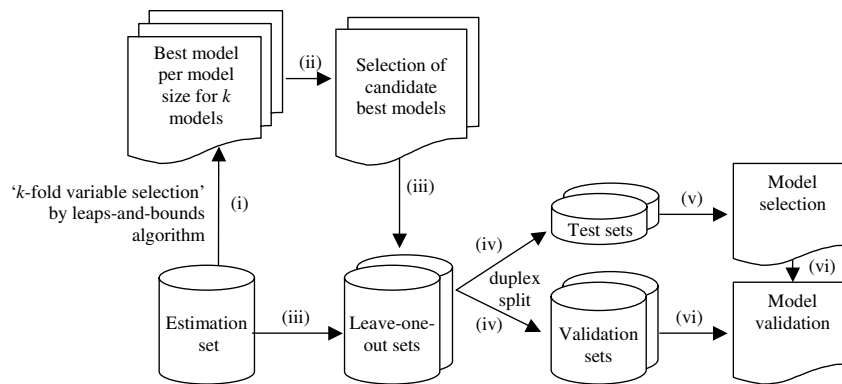 Best model
per model
size for k
models
(ii)
Selection of
candidate
best models
'k-fold variable selection'
by leaps-and-bounds
algorithm
(i)
(iii)
Estimation
set
(iii)
Leave-one-
out sets
(iv)
duplex
split
(iv)
Test sets
(v)
Model
selection
(vi)
Validation
sets
(vi)
Model
validation